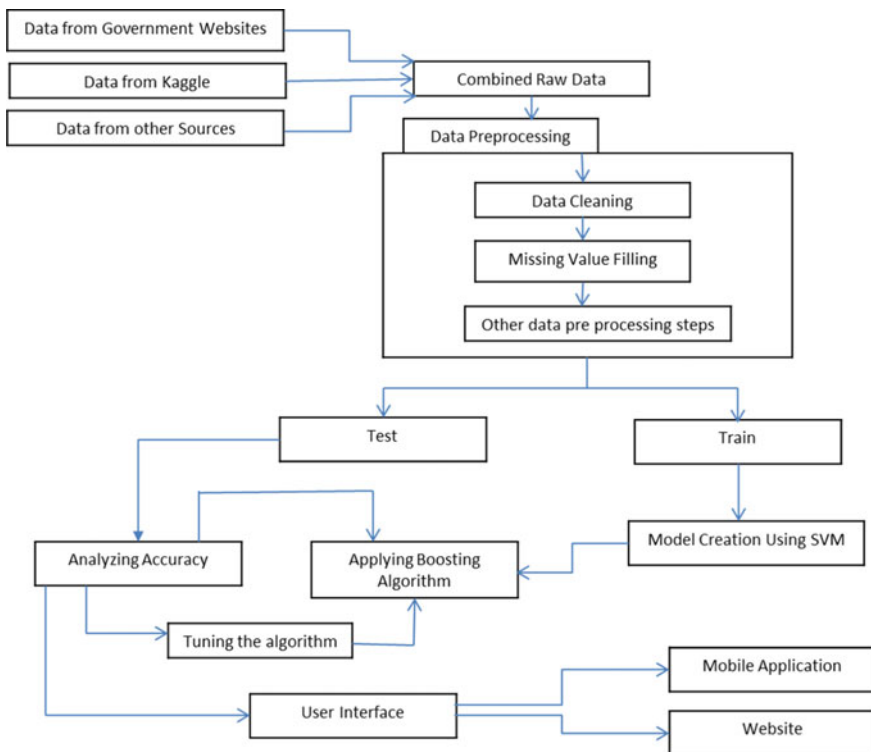 Data from Government Websites
Data from Kaggle
Data from other Sources
Combined Raw Data
Data Preprocessing
Data Cleaning
Missing Value Filling
Other data pre processing steps
Test
Train
Analyzing Accuracy
Applying Boosting
Algorithm
Model Creation Using SVM
Tuning the algorithm
User Interface
Mobile Application
Website